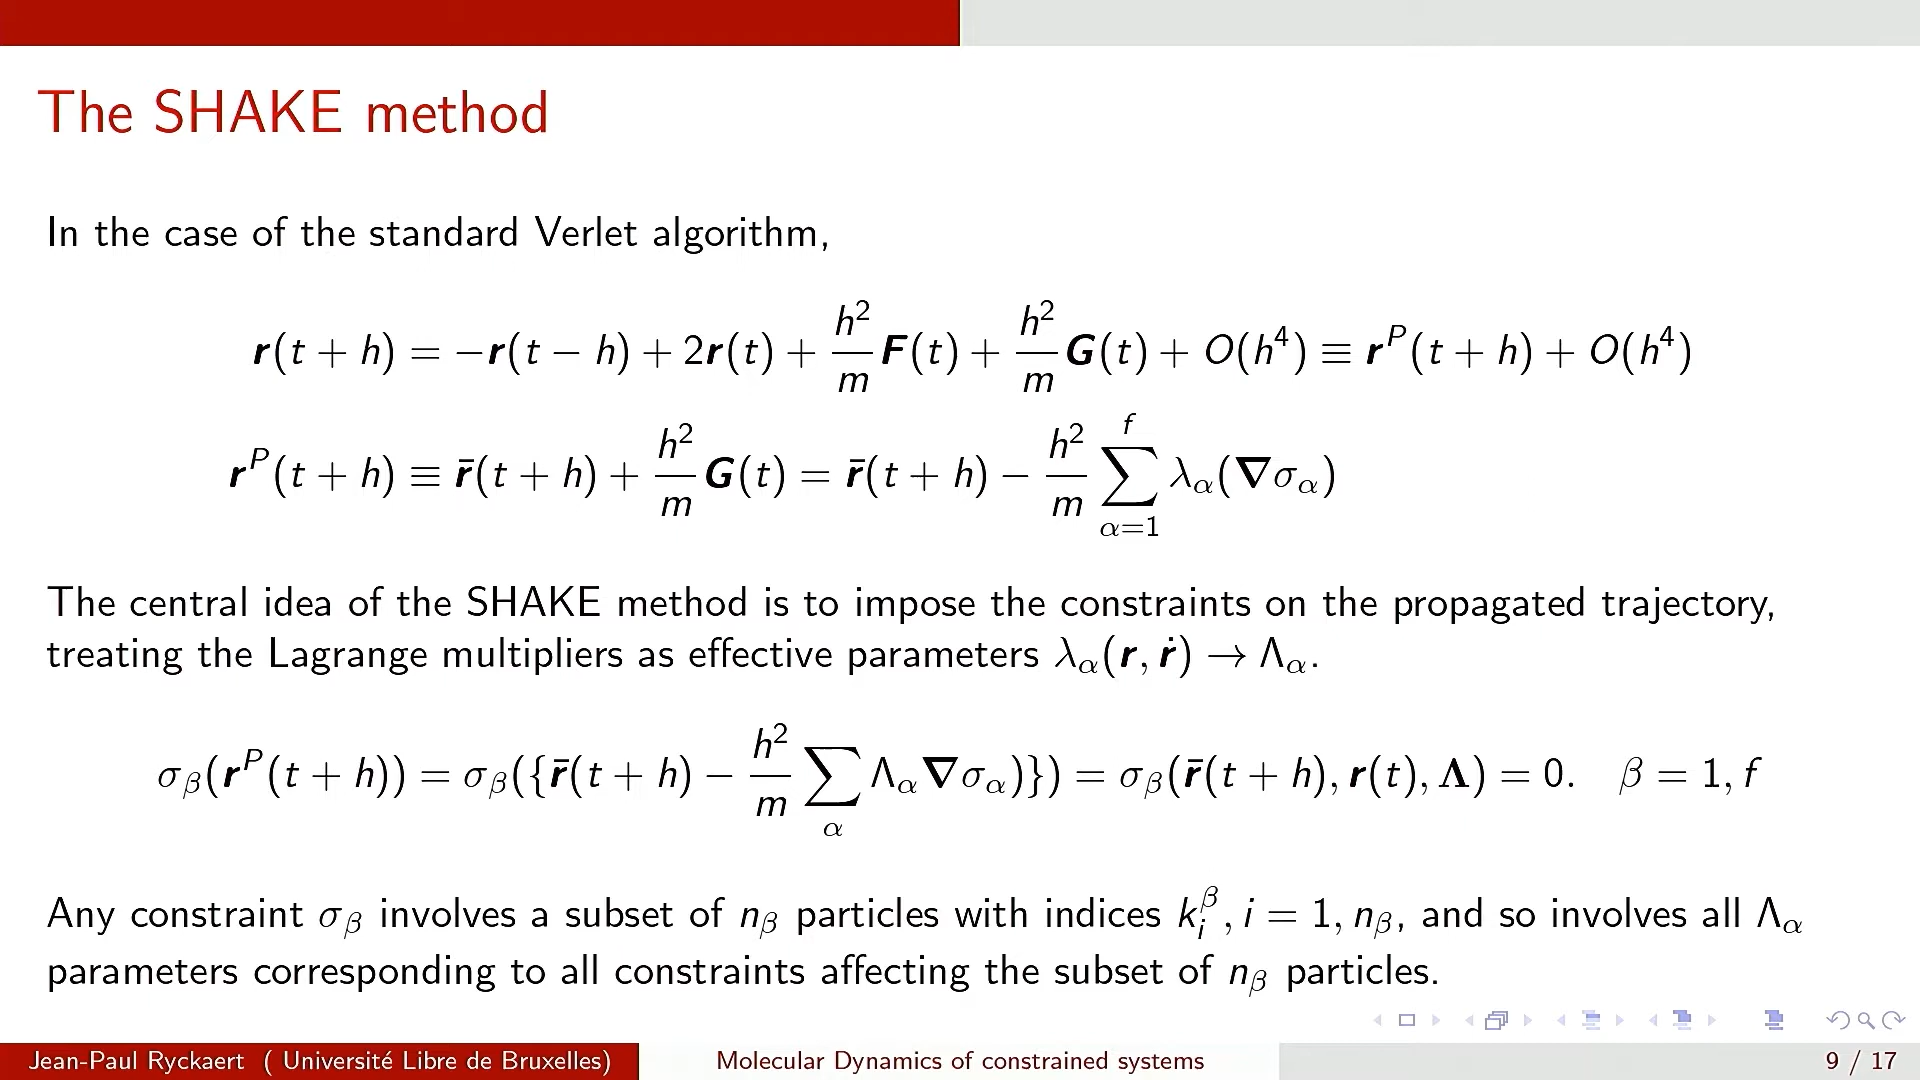 The SHAKE method
In the case of the standard Verlet algorithm,
r(t + h) = −r(t − h) + 2r(t) + h²/m F(t) + h²/m G(t) + O(h⁴) ≡ r^P(t + h) + O(h⁴)
r^P(t + h) ≡ r̄(t + h) + h²/m G(t) = r̄(t + h) − h²/m ∑_{α=1}^{f} λ_α(∇σ_α)
The central idea of the SHAKE method is to impose the constraints on the propagated trajectory,
treating the Lagrange multipliers as effective parameters λ_α(r, ṙ) → Λ_α.
σ_β(r^P(t + h)) = σ_β({r̄(t + h) − h²/m ∑_α Λ_α∇σ_α)}) = σ_β(r̄(t + h), r(t), Λ) = 0. β = 1, f
Any constraint σ_β involves a subset of n_β particles with indices k_i^β, i = 1, n_β, and so involves all Λ_α
parameters corresponding to all constraints affecting the subset of n_β particles.
Jean-Paul Ryckaert ( Université Libre de Bruxelles)
Molecular Dynamics of constrained systems
9 / 17